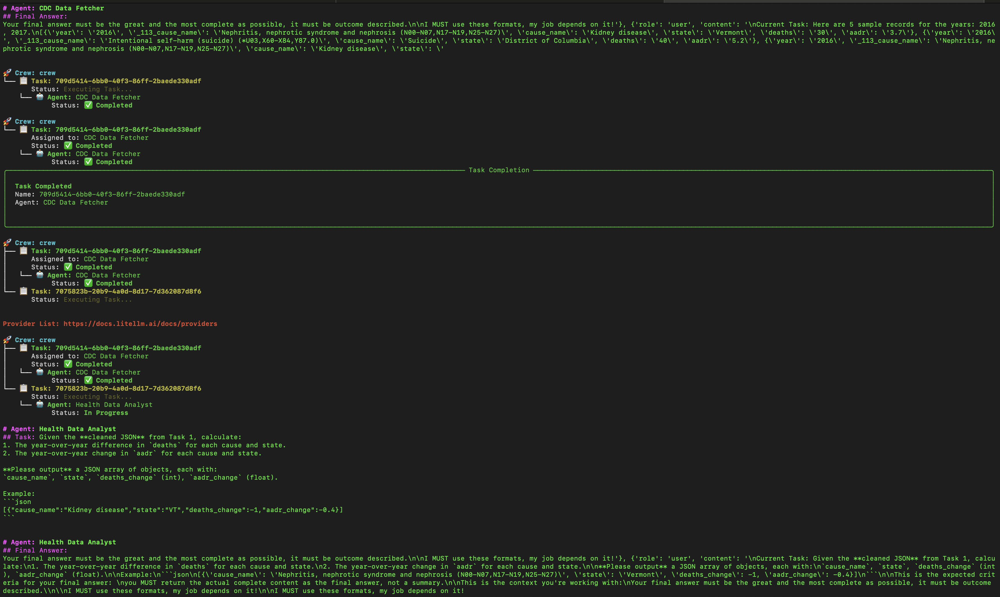 # Agent: CDC Data Fetcher
## Final Answer:
Your final answer must be the great and the most complete as possible, it must be outcome described.\n\nI MUST use these formats, my job depends on it!'}, {'role': 'user', 'content': '\nCurrent Task: Here are 5 sample records for the years: 2016
, 2017.\n[{\'year\': \'2016\', \'_113_cause_name\': \'Nephritis, nephrotic syndrome and nephrosis (N00-N07,N17-N19,N25-N27)\', \'cause_name\': \'Kidney disease\', \'state\': \'Vermont\', \'deaths\': \'30\', \'aadr\': \'3.7\'}, {\'year\': \'2016\
', \'_113_cause_name\': \'Intentional self-harm (suicide) (*U03,X60-X84,Y87.0)\', \'cause_name\': \'Suicide\', \'state\': \'District of Columbia\', \'deaths\': \'40\', \'aadr\': \'5.2\'}, {\'year\': \'2016\', \'_113_cause_name\': \'Nephritis, ne
phrotic syndrome and nephrosis (N00-N07,N17-N19,N25-N27)\', \'cause_name\': \'Kidney disease\', \'state\': \'
🚀 Crew: crew
└── 📋 Task: 709d5414-6bb0-40f3-86ff-2baede330adf
Status: Executing Task...
└── 🤖 Agent: CDC Data Fetcher
Status: ✅ Completed
🚀 Crew: crew
└── 📋 Task: 709d5414-6bb0-40f3-86ff-2baede330adf
Assigned to: CDC Data Fetcher
Status: ✅ Completed
└── 🤖 Agent: CDC Data Fetcher
Status: ✅ Completed
Task Completion
Task Completed
Name: 709d5414-6bb0-40f3-86ff-2baede330adf
Agent: CDC Data Fetcher
🚀 Crew: crew
├── 📋 Task: 709d5414-6bb0-40f3-86ff-2baede330adf
Assigned to: CDC Data Fetcher
Status: ✅ Completed
└── 🤖 Agent: CDC Data Fetcher
Status: ✅ Completed
└── 📋 Task: 7075823b-20b9-4a0d-8d17-7d362087d8f6
Status: Executing Task...
Provider List: https://docs.litellm.ai/docs/providers
🚀 Crew: crew
├── 📋 Task: 709d5414-6bb0-40f3-86ff-2baede330adf
Assigned to: CDC Data Fetcher
Status: ✅ Completed
└── 🤖 Agent: CDC Data Fetcher
Status: ✅ Completed
└── 📋 Task: 7075823b-20b9-4a0d-8d17-7d362087d8f6
Status: Executing Task...
└── 🤖 Agent: Health Data Analyst
Status: In Progress
# Agent: Health Data Analyst
## Task: Given the **cleaned JSON** from Task 1, calculate:
1. The year-over-year difference in `deaths` for each cause and state.
2. The year-over-year change in `aadr` for each cause and state.
**Please output** a JSON array of objects, each with:
`cause_name`, `state`, `deaths_change` (int), `aadr_change` (float).
Example:
```json
[{"cause_name":"Kidney disease","state":"VT","deaths_change":-1,"aadr_change":-0.4}]
```
# Agent: Health Data Analyst
## Final Answer:
Your final answer must be the great and the most complete as possible, it must be outcome described.\n\nI MUST use these formats, my job depends on it!'}, {'role': 'user', 'content': '\nCurrent Task: Given the **cleaned JSON** from Task 1, calcu
late:\n1. The year-over-year difference in `deaths` for each cause and state.\n2. The year-over-year change in `aadr` for each cause and state.\n\n**Please output** a JSON array of objects, each with:\n`cause_name`, `state`, `deaths_change` (int
), `aadr_change` (float).\n\nExample:\n```json\n[{\'cause_name\': \'Nephritis, nephrotic syndrome and nephrosis (N00-N07,N17-N19,N25-N27)\', \'state\': \'Vermont\', \'deaths_change\': -1, \'aadr_change\': -0.4}]\n```\n\nThis is the expected crit
eria for your final answer: \nyou MUST return the actual complete content as the final answer, not a summary.\n\nThis is the context you're working with:\nYour final answer must be the great and the most complete as possible, it must be outcome
described.\\n\\nI MUST use these formats, my job depends on it!\n\nI MUST use these formats, my job depends on it!